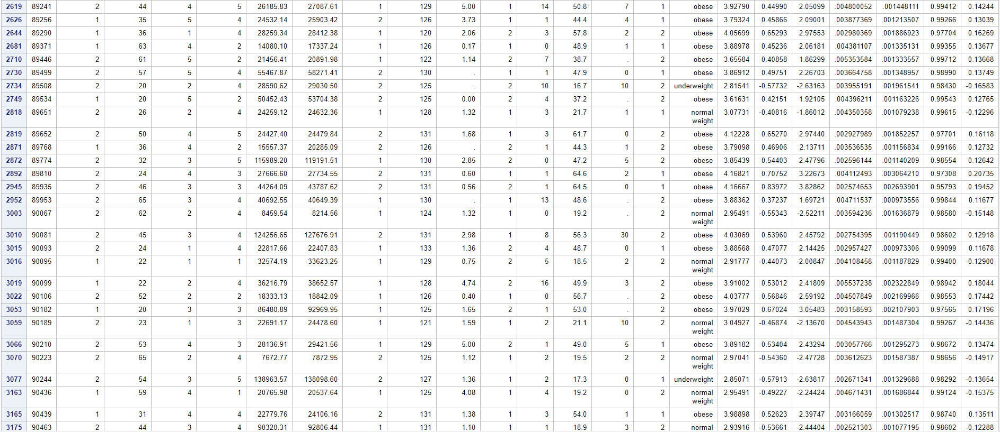 2619 89241 2 44 4 5 26185.83 27087.61 1 129 5.00 1 14 50.8 7 1 obese 3.92790 0.44990 2.05099 .004800052 .001448111 0.99412 0.14244
2626 89256 1 35 5 4 24532.14 25903.42 2 126 3.73 1 1 44.4 4 1 obese 3.79324 0.45866 2.09001 .003877369 .001213507 0.99266 0.13039
2644 89290 1 36 1 4 28259.34 28412.38 1 120 2.06 2 3 57.8 2 2 obese 4.05699 0.65293 2.97553 .002980369 .001886923 0.97704 0.16269
2681 89371 1 63 4 2 14080.10 17337.24 1 126 0.17 1 0 48.9 1 1 obese 3.88978 0.45236 2.06181 .004381107 .001335131 0.99355 0.13677
2710 89446 2 61 5 2 21456.41 20891.98 1 122 1.14 2 7 38.7 . 2 obese 3.65584 0.40858 1.86299 .005353584 .001333557 0.99712 0.13668
2730 89499 2 57 5 4 55467.87 58271.41 2 130 . 1 1 47.9 0 1 obese 3.86912 0.49751 2.26703 .003664758 .001348957 0.98990 0.13749
2734 89508 2 20 2 4 28590.62 29030.50 2 125 . 2 10 16.7 10 2 underweight 2.81541 -0.57732 -2.63163 .003955191 .001961541 0.98430 -0.16583
2749 89534 1 20 5 2 50452.43 53704.38 2 125 0.00 2 4 37.2 . 2 obese 3.61631 0.42151 1.92105 .004396211 .001163226 0.99543 0.12765
2818 89651 2 26 2 4 24259.12 24632.36 1 128 1.32 1 3 21.7 1 1 normal 3.07731 -0.40816 -1.86012 .004350358 .001079238 0.99615 -0.12296
weight
2819 89652 2 50 4 5 24427.40 24479.84 2 131 1.68 1 3 61.7 0 2 obese 4.12228 0.65270 2.97440 .002927989 .001852257 0.97701 0.16118
2871 89768 1 36 4 2 15557.37 20285.09 2 126 . 2 1 44.3 1 2 obese 3.79098 0.46906 2.13711 .003536535 .001156834 0.99166 0.12732
2872 89774 2 32 3 5 115989.20 119191.51 1 130 2.85 2 0 47.2 5 2 obese 3.85439 0.54403 2.47796 .002596144 .001140209 0.98554 0.12642
2892 89810 2 24 4 3 27666.60 27734.55 2 131 0.60 1 1 64.6 2 1 obese 4.16821 0.70752 3.22673 .004112493 .003064210 0.97308 0.20735
2945 89935 2 46 3 3 44264.09 43787.62 2 131 0.56 2 1 64.5 0 1 obese 4.16667 0.83972 3.82862 .002574653 .002693901 0.95793 0.19452
2952 89953 2 65 3 4 40692.55 40649.39 1 130 . 1 13 48.6 . 2 obese 3.88362 0.37237 1.69721 .004711537 .000973556 0.99844 0.11677
3003 90067 2 62 2 4 8459.54 8214.56 1 124 1.32 1 0 19.2 . 2 normal 2.95491 -0.55343 -2.52211 .003594236 .001636879 0.98580 -0.15148
weight
3010 90081 2 45 3 4 124256.65 127676.91 2 131 2.98 1 8 56.3 30 2 obese 4.03069 0.53960 2.45792 .002754395 .001190449 0.98602 0.12918
3015 90093 2 24 1 4 22817.66 22407.83 1 133 1.36 2 4 48.7 0 1 obese 3.88568 0.47077 2.14425 .002957427 .000973306 0.99099 0.11678
3016 90095 1 22 1 1 32574.19 33623.25 1 129 0.75 2 5 18.5 2 2 normal 2.91777 -0.44073 -2.00847 .004108458 .001187829 0.99400 -0.12900
weight
3019 90099 1 22 2 4 36216.79 38652.57 1 128 4.74 2 16 49.9 3 2 obese 3.91002 0.53012 2.41809 .005537238 .002322849 0.98942 0.18044
3022 90106 2 52 2 2 18333.13 18842.09 1 126 0.40 1 0 56.7 . 2 obese 4.03777 0.56846 2.59192 .004507849 .002169966 0.98553 0.17442
3053 90182 1 20 3 3 86480.89 92969.95 1 125 1.65 2 1 53.0 . 2 obese 3.97029 0.67024 3.05483 .003158593 .002107903 0.97565 0.17196
3059 90189 2 23 1 3 22691.17 24478.60 1 121 1.59 1 2 21.1 10 2 normal 3.04927 -0.46874 -2.13670 .004543943 .001487304 0.99267 -0.14436
weight
3066 90210 2 53 4 3 28136.91 29421.56 1 129 5.00 2 1 49.0 5 1 obese 3.89182 0.53404 2.43294 .003057766 .001295273 0.98672 0.13474
3070 90223 2 65 2 4 7672.77 7872.95 2 125 1.12 1 2 19.5 2 2 normal 2.97041 -0.54360 -2.47728 .003612623 .001587387 0.98656 -0.14917
weight
3077 90244 2 54 3 5 138963.57 138098.60 2 127 1.36 1 2 17.3 0 1 underweight 2.85071 -0.57913 -2.63817 .002671341 .001329688 0.98292 -0.13654
3163 90436 1 59 4 1 20765.98 20537.64 1 125 4.08 1 4 19.2 0 2 normal 2.95491 -0.49227 -2.24424 .004671431 .001686844 0.99124 -0.15375
weight
3165 90439 1 31 4 4 22779.76 24106.16 2 131 1.38 1 3 54.0 1 1 obese 3.98898 0.52623 2.39747 .003166059 .001302517 0.98740 0.13511
3175 90463 2 44 3 4 90320.31 92806.44 1 131 1.10 1 1 18.9 3 2 normal 2.93916 -0.53661 -2.44404 .002521303 .001077195 0.98602 -0.12288